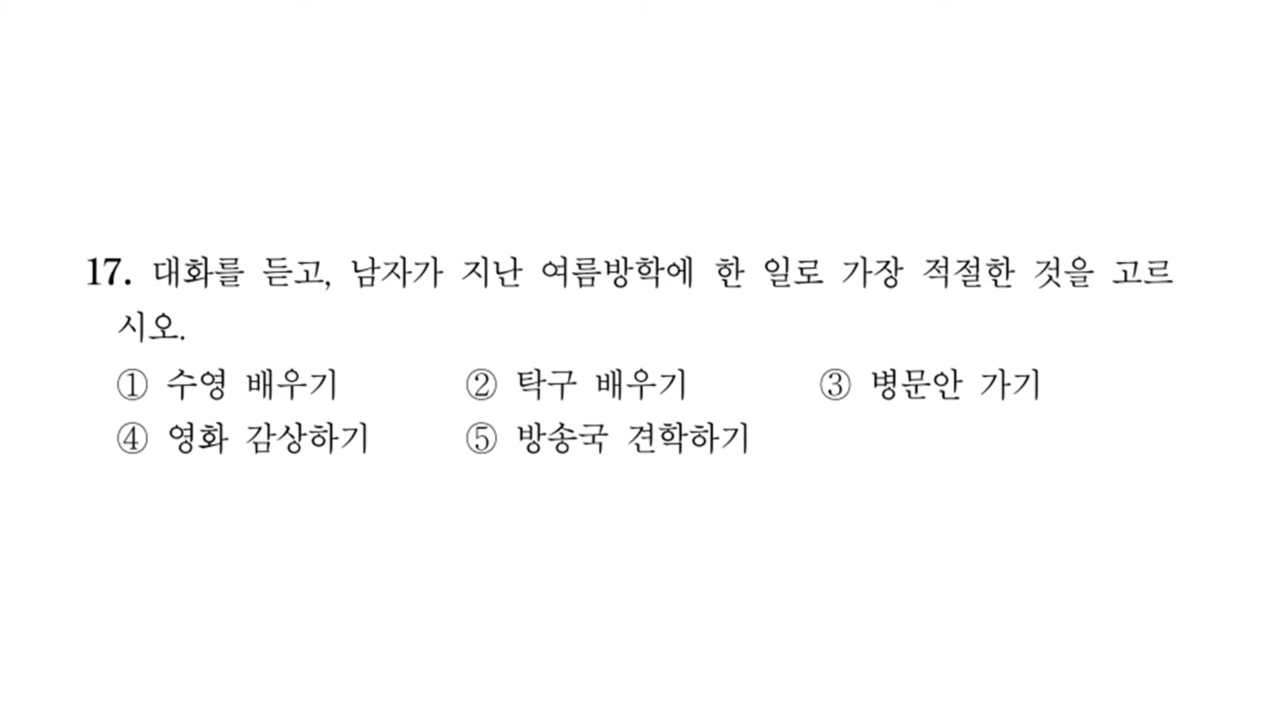 17. 대화를 듣고, 남자가 지난 여름방학에 한 일로 가장 적절한 것을 고르
시오.
① 수영 배우기 ② 탁구 배우기 ③ 병문안 가기
④ 영화 감상하기 ⑤ 방송국 견학하기